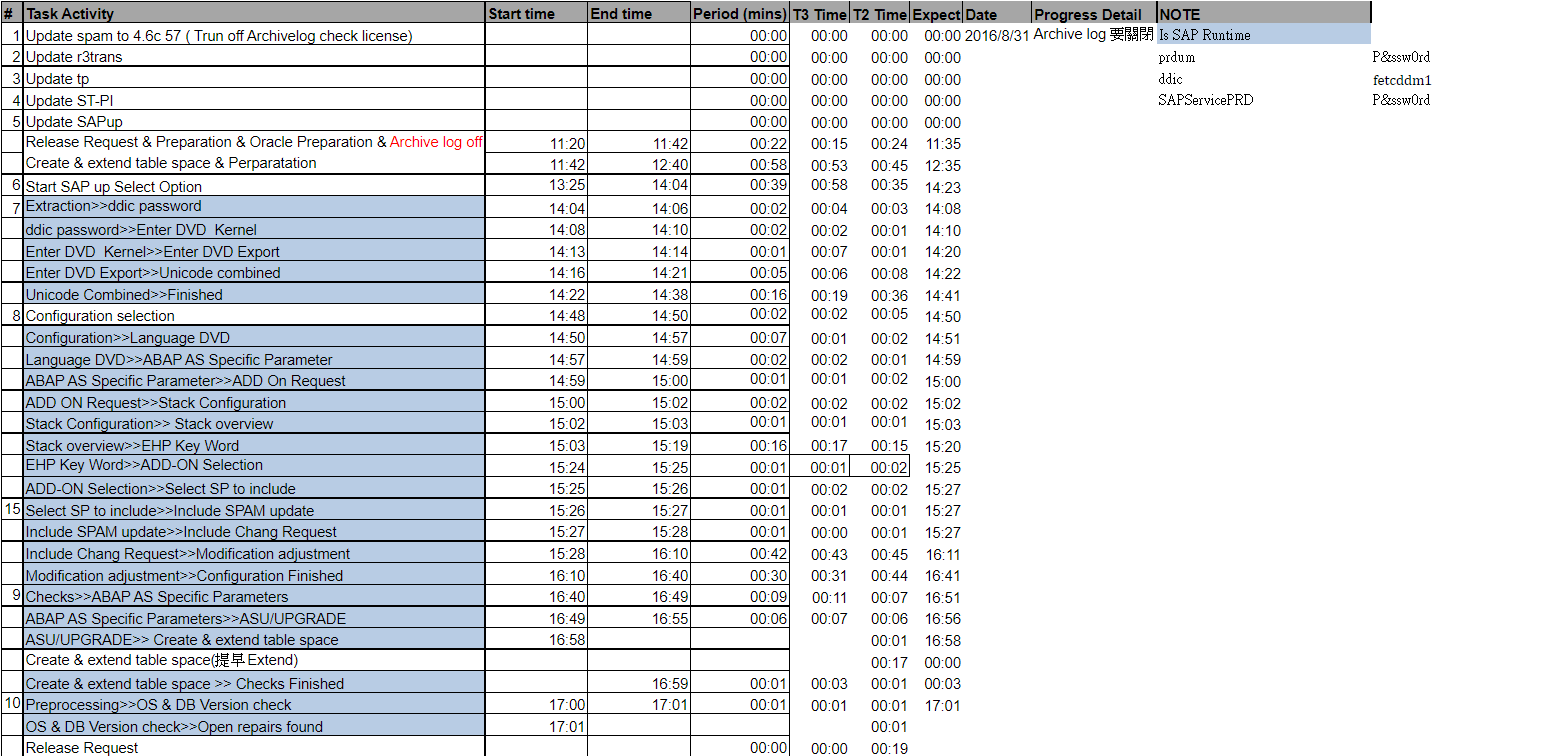 # Task Activity Start time End time Period (mins) T3 Time T2 Time Expect Date Progress Detail NOTE
1 Update spam to 4.6c 57 ( Trun off Archivelog check license) 00:00 00:00 00:00 00:00 2016/8/31 Archive log 要關閉 Is SAP Runtime
2 Update r3trans 00:00 00:00 00:00 00:00 prdum P&ssw0rd
3 Update tp 00:00 00:00 00:00 00:00 ddic fetcddm1
4 Update ST-PI 00:00 00:00 00:00 00:00 SAPServicePRD P&ssw0rd
5 Update SAPup 00:00 00:00 00:00 00:00
Release Request & Preparation & Oracle Preparation & Archive log off 11:20 11:42 00:22 00:15 00:24 11:35
Create & extend table space & Perparatation 11:42 12:40 00:58 00:53 00:45 12:35
6 Start SAP up Select Option 13:25 14:04 00:39 00:58 00:35 14:23
7 Extraction>>ddic password 14:04 14:06 00:02 00:04 00:03 14:08
ddic password>>Enter DVD Kernel 14:08 14:10 00:02 00:02 00:01 14:10
Enter DVD Kernel>>Enter DVD Export 14:13 14:14 00:01 00:07 00:01 14:20
Enter DVD Export>>Unicode combined 14:16 14:21 00:05 00:06 00:08 14:22
Unicode Combined>>Finished 14:22 14:38 00:16 00:19 00:36 14:41
8 Configuration selection 14:48 14:50 00:02 00:02 00:05 14:50
Configuration>>Language DVD 14:50 14:57 00:07 00:01 00:02 14:51
Language DVD>>ABAP AS Specific Parameter 14:57 14:59 00:02 00:02 00:01 14:59
ABAP AS Specific Parameter>>ADD On Request 14:59 15:00 00:01 00:01 00:02 15:00
ADD ON Request>>Stack Configuration 15:00 15:02 00:02 00:02 00:02 15:02
Stack Configuration>> Stack overview 15:02 15:03 00:01 00:01 00:01 15:03
Stack overview>>EHP Key Word 15:03 15:19 00:16 00:17 00:15 15:20
EHP Key Word>>ADD-ON Selection 15:24 15:25 00:01 00:01 00:02 15:25
ADD-ON Selection>>Select SP to include 15:25 15:26 00:01 00:02 00:02 15:27
15 Select SP to include>>Include SPAM update 15:26 15:27 00:01 00:01 00:01 15:27
Include SPAM update>>Include Chang Request 15:27 15:28 00:01 00:00 00:01 15:27
Include Chang Request>>Modification adjustment 15:28 16:10 00:42 00:43 00:45 16:11
Modification adjustment>>Configuration Finished 16:10 16:40 00:30 00:31 00:44 16:41
9 Checks>>ABAP AS Specific Parameters 16:40 16:49 00:09 00:11 00:07 16:51
ABAP AS Specific Parameters>>ASU/UPGRADE 16:49 16:55 00:06 00:07 00:06 16:56
ASU/UPGRADE>> Create & extend table space 16:58 00:01 16:58
Create & extend table space(提早Extend) 00:17 00:00
Create & extend table space >> Checks Finished 16:59 00:01 00:03 00:01 00:03
10 Preprocessing>>OS & DB Version check 17:00 17:01 00:01 00:01 00:01 17:01
OS & DB Version check>>Open repairs found 17:01 00:01
Release Request 00:00 00:00 00:19